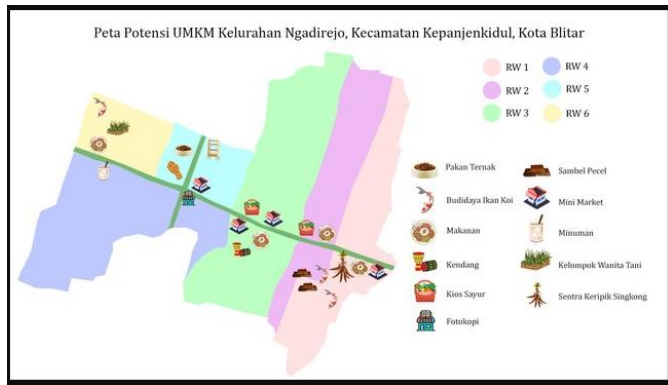 Peta Potensi UMKM Kelurahan Ngadirejo, Kecamatan Kepanjenkidul, Kota Blitar
RW 1
RW 4
RW 2
RW 5
RW 3
RW 6
Pakan Ternak
Sambel Pecel
Budidaya Ikan Koi
Mini Market
Makanan
Minuman
Kendang
Kelompok Wanita Tani
Kios Sayur
Sentra Keripik Singkong
Fotokopi